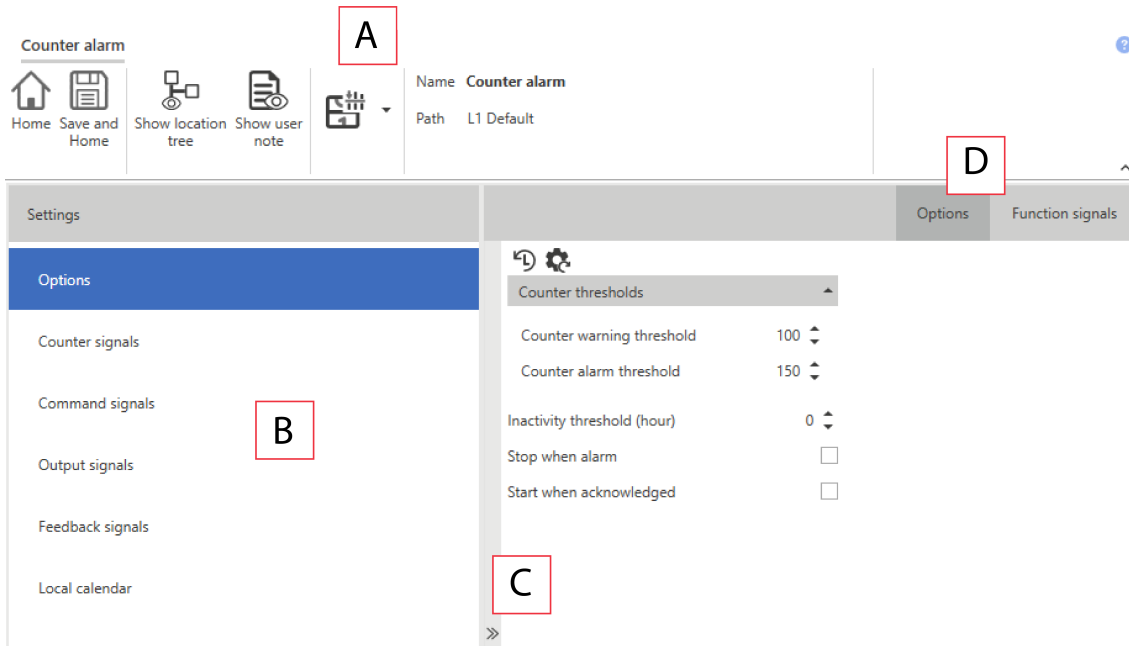 A
Counter alarm
?
Home
Save and Home
Show location tree
Show user note
1
Name Counter alarm
Path L1 Default
D
Settings
Options Function signals
Options
Counter signals
Command signals
Output signals
Feedback signals
Local calendar
B
C
Counter thresholds
Counter warning threshold 100
Counter alarm threshold 150
Inactivity threshold (hour) 0
Stop when alarm
Start when acknowledged